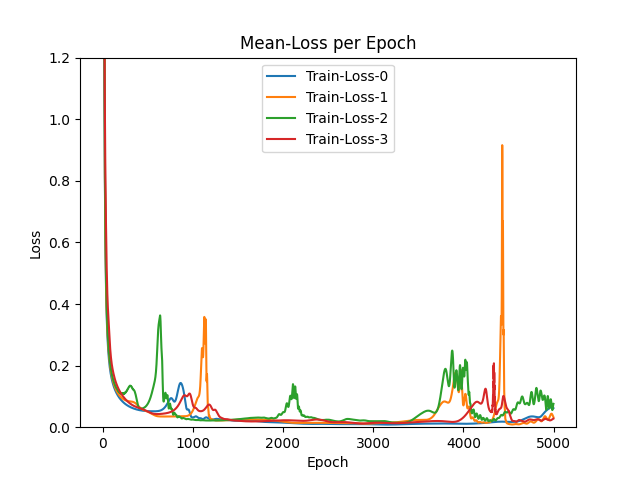 Mean-Loss per Epoch
1.2
1.0
0.8
0.6
0.4
0.2
0.0
Loss
Train-Loss-0
Train-Loss-1
Train-Loss-2
Train-Loss-3
0 1000 2000 3000 4000 5000
Epoch